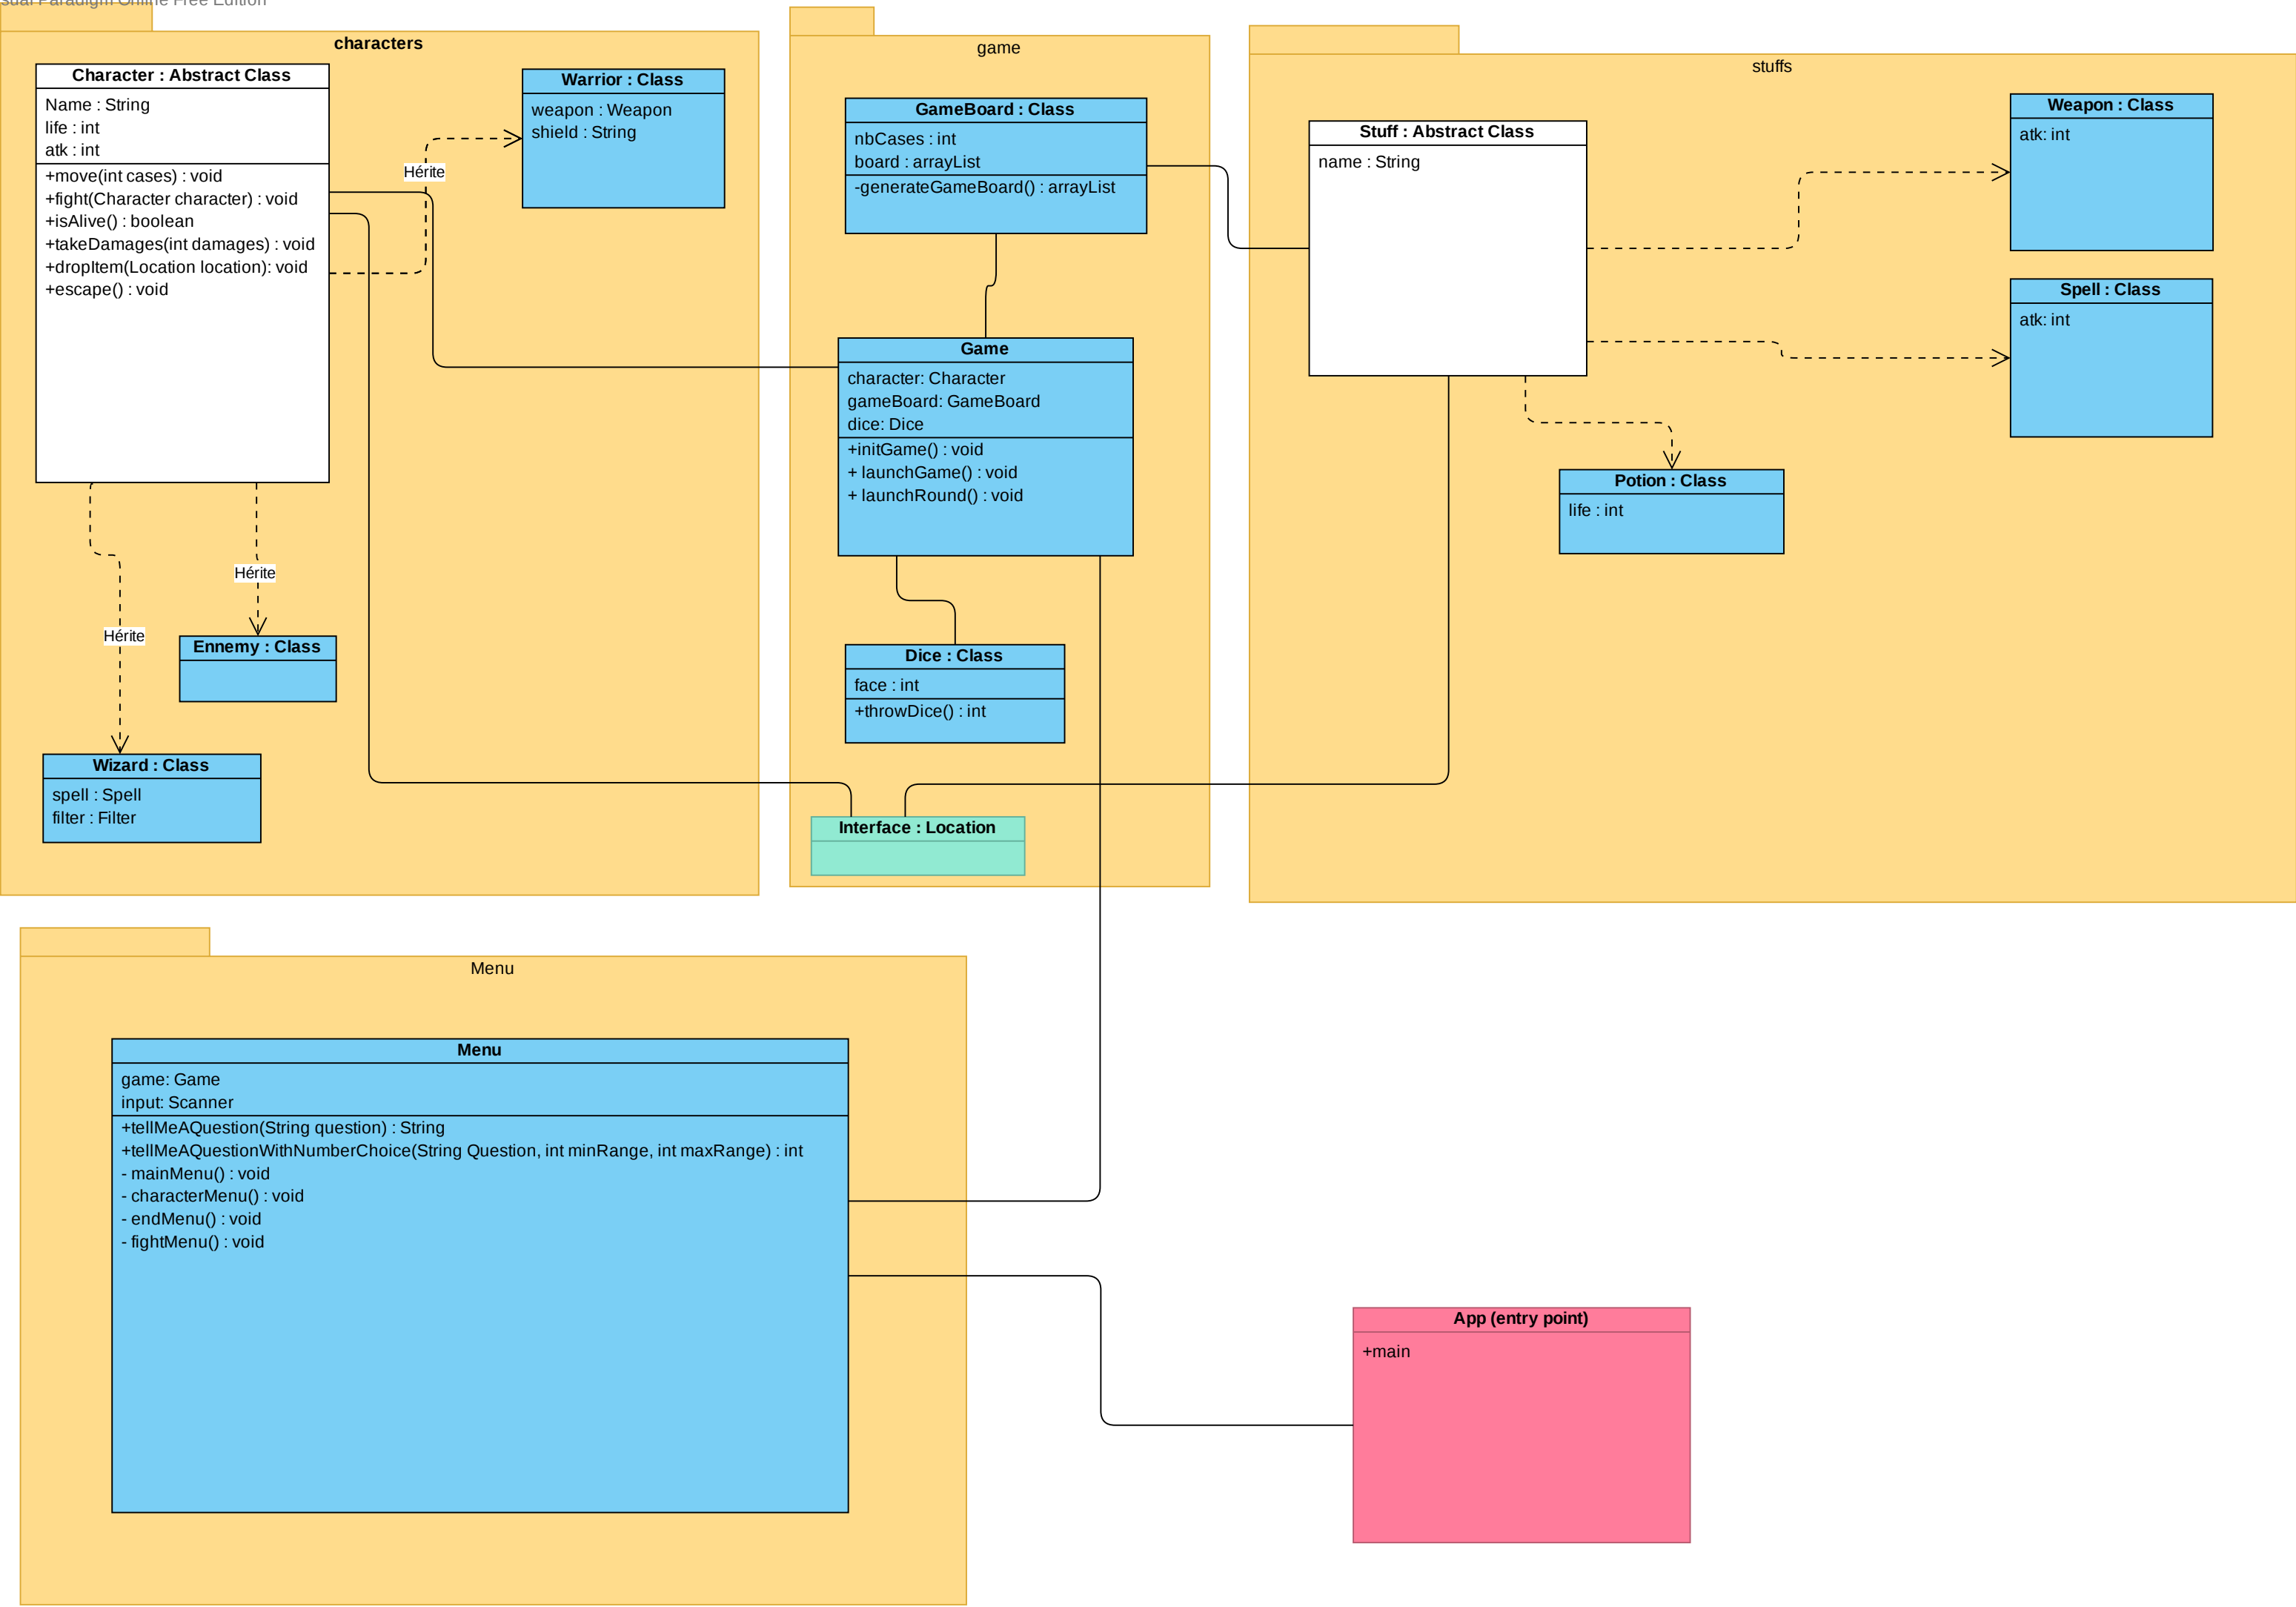 Paradigm Online Free Edition
characters
Character : Abstract Class
Name : String
life : int
atk : int
+move(int cases) : void
+fight(Character character) : void
+isAlive() : boolean
+takeDamages(int damages) : void
+dropItem(Location location): void
+escape() : void
Warrior : Class
weapon : Weapon
shield : String
Hérite
Hérite
Hérite
Ennemy : Class
Wizard : Class
spell : Spell
filter : Filter
game
GameBoard : Class
nbCases : int
board : arrayList
-generateGameBoard() : arrayList
Game
character: Character
gameBoard: GameBoard
dice: Dice
+initGame() : void
+ launchGame() : void
+ launchRound() : void
Dice : Class
face : int
+throwDice() : int
Interface : Location
stuffs
Stuff : Abstract Class
name : String
Weapon : Class
atk: int
Spell : Class
atk: int
Potion : Class
life : int
Menu
Menu
game: Game
input: Scanner
+tellMeAQuestion(String question) : String
+tellMeAQuestionWithNumberChoice(String Question, int minRange, int maxRange) : int
- mainMenu() : void
- characterMenu() : void
- endMenu() : void
- fightMenu() : void
App (entry point)
+main